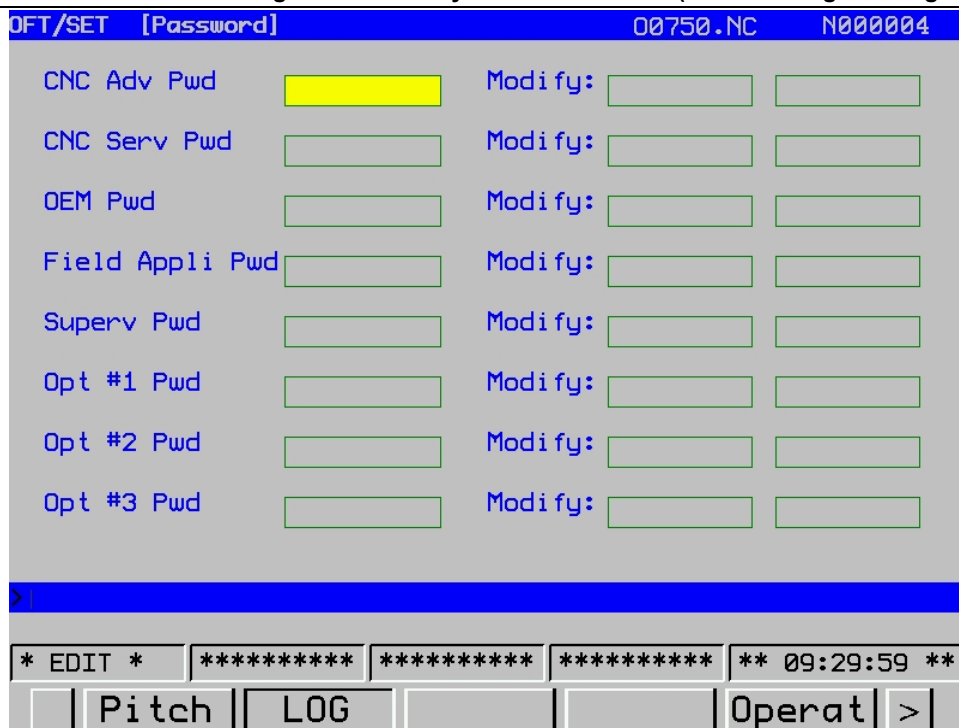 OFT/SET [Password] O0750.NC N000004
CNC Adv Pwd Modify:
CNC Serv Pwd Modify:
OEM Pwd Modify:
Field Appli Pwd Modify:
Superv Pwd Modify:
Opt #1 Pwd Modify:
Opt #2 Pwd Modify:
Opt #3 Pwd Modify:
>
* EDIT * ********** ********** ********** ** 09:29:59 **
Pitch LOG Operat >